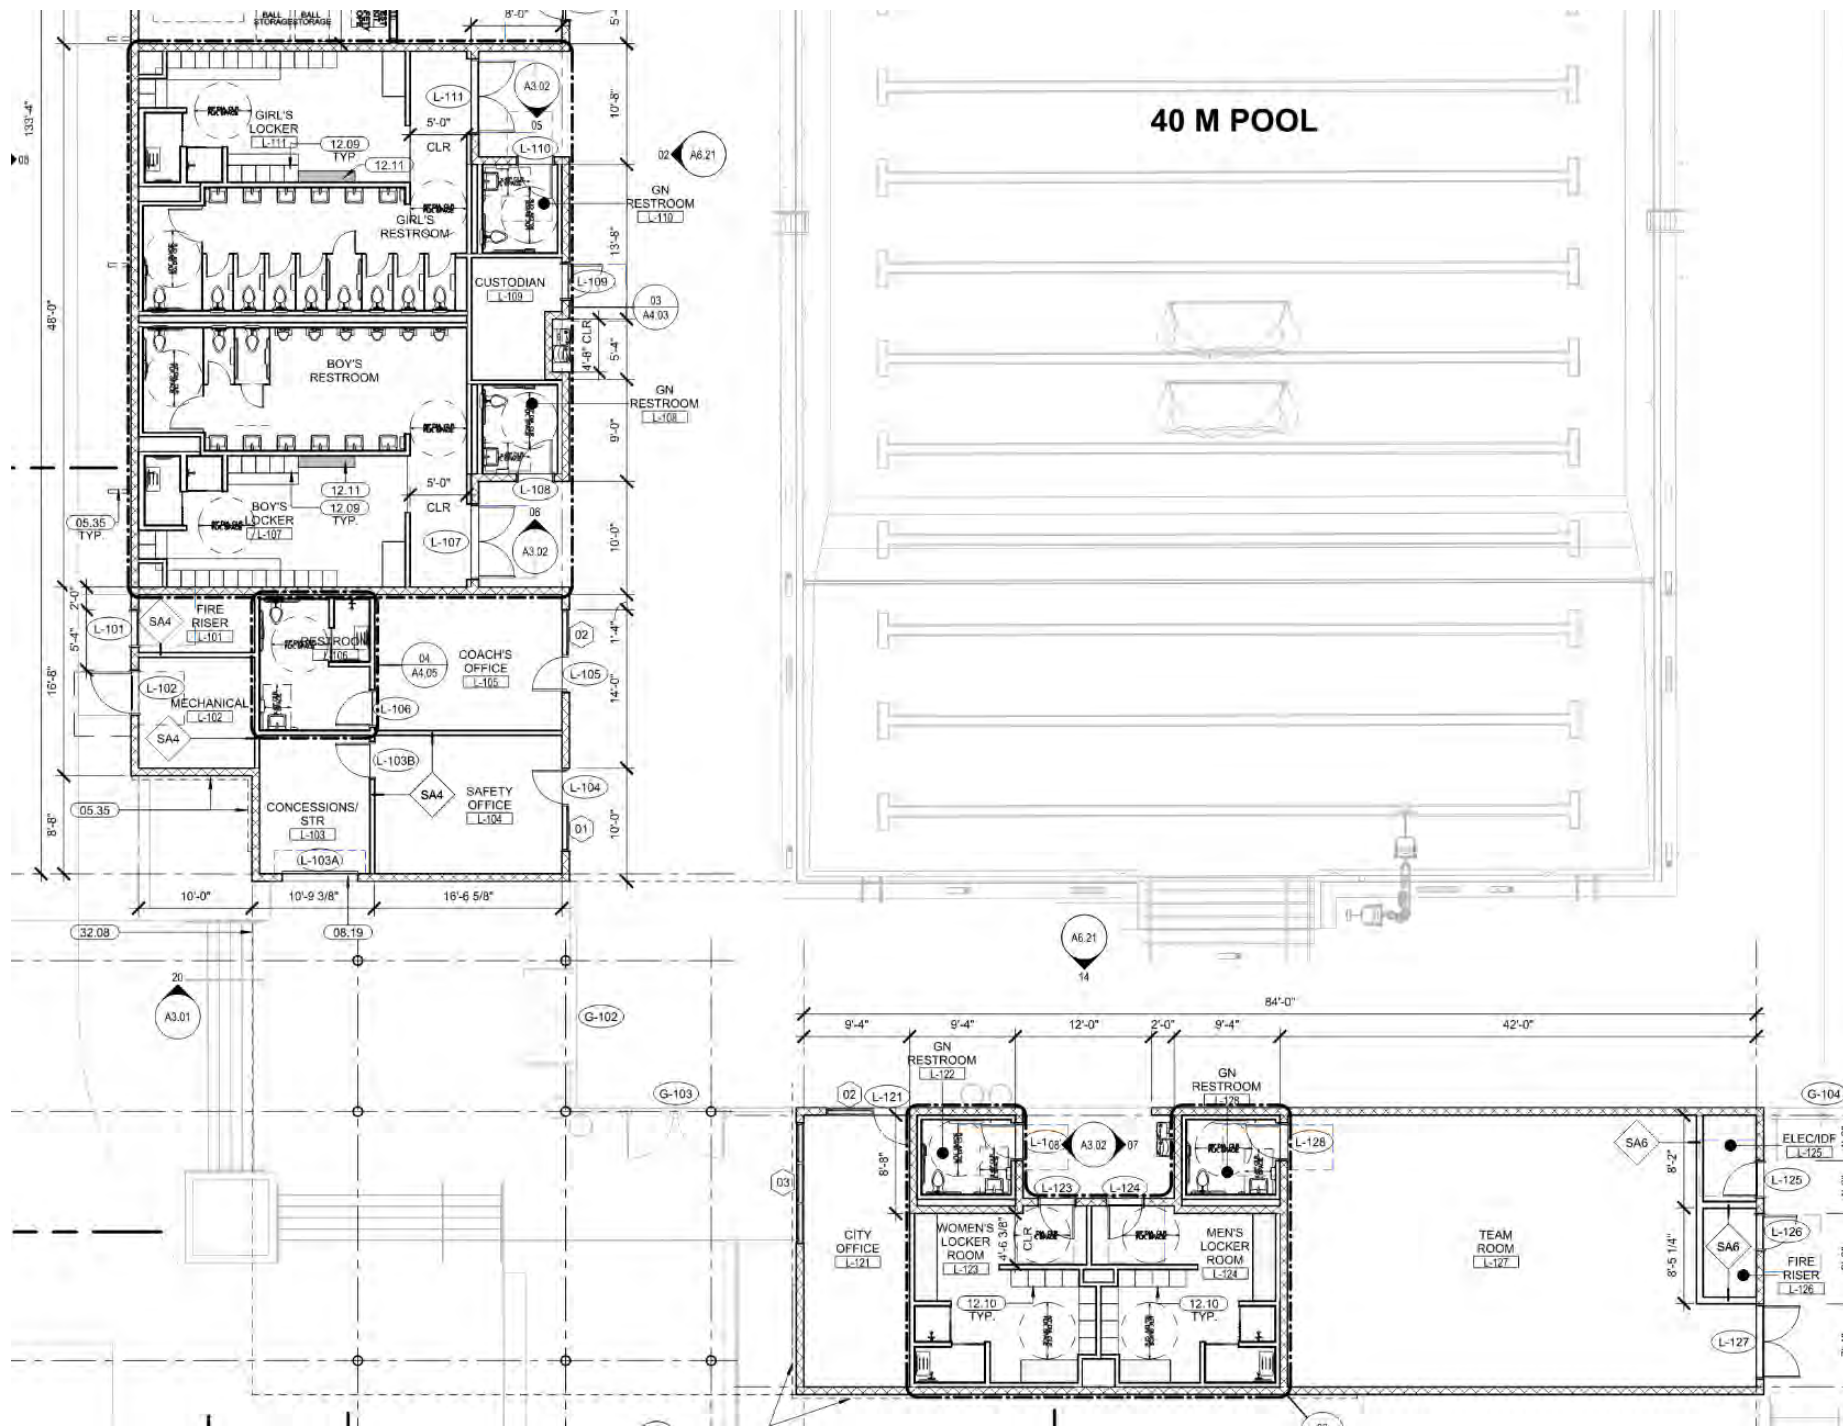 BALL STORAGE
BALL STORAGE
8'-0"
133'-4"
08
GIRL'S
LOCKER
L-111
12.09
TYP.
12.11
L-111
5'-0"
CLR
A3.02
05
L-110
10'-8"
02
A6.21
40 M POOL
GN
RESTROOM
L-110
GIRL'S
RESTROOM
13'-8"
CUSTODIAN
L-109
L-109
03
A4.03
48'-0"
4'-8" CLR
5'-4"
BOY'S
RESTROOM
GN
RESTROOM
L-108
9'-0"
12.11
12.09
TYP.
5'-0"
CLR
L-108
06
A3.02
05.35
TYP.
BOY'S
LOCKER
L-107
L-107
10'-0"
2'-0"
FIRE
RISER
L-101
L-101
SA4
5'-4"
RESTROOM
L-106
04
A4.05
COACH'S
OFFICE
L-105
02
1'-4"
L-105
16'-8"
L-102
MECHANICAL
L-102
L-106
14'-0"
SA4
L-103B
SA4
SAFETY
OFFICE
L-104
L-104
05.35
CONCESSIONS/
STR
L-103
01
8'-8"
10'-0"
(L-103A)
10'-0"
10'-9 3/8"
16'-6 5/8"
32.08
08.19
A6.21
14
20
A3.01
G-102
84'-0"
9'-4"
9'-4"
12'-0"
2'-0"
9'-4"
42'-0"
GN
RESTROOM
L-122
GN
RESTROOM
L-128
G-103
02
L-121
G-104
08
A3.02
07
L-128
SA6
ELEC/IDF
L-125
8'-8"
8'-2"
03
L-123
L-124
L-125
CITY
OFFICE
L-121
WOMEN'S
LOCKER
ROOM
L-123
CLR
4'-6 3/8"
MEN'S
LOCKER
ROOM
L-124
TEAM
ROOM
L-127
8'-5 1/4"
SA6
L-126
FIRE
RISER
L-126
12.10
TYP.
12.10
TYP.
L-127